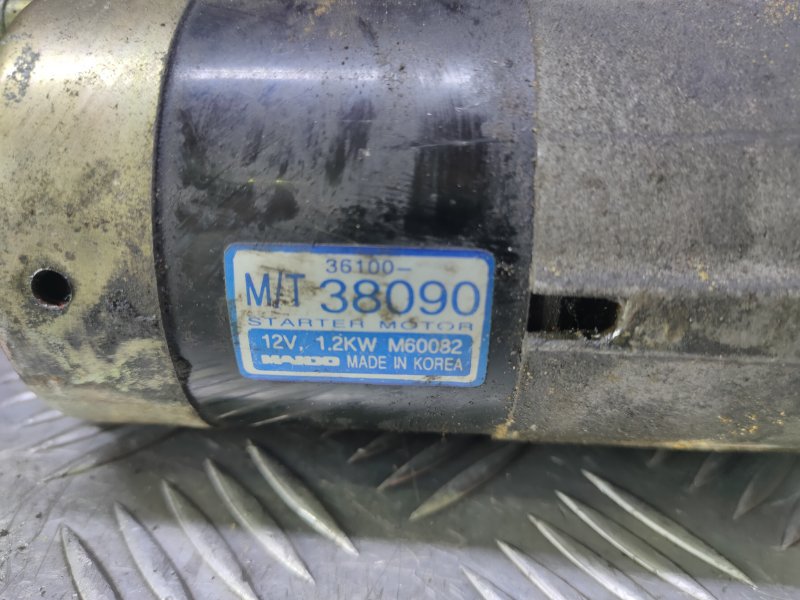 36100-
M/T 38090
STARTER MOTOR
12V, 1.2KW M60082
MANDO MADE IN KOREA